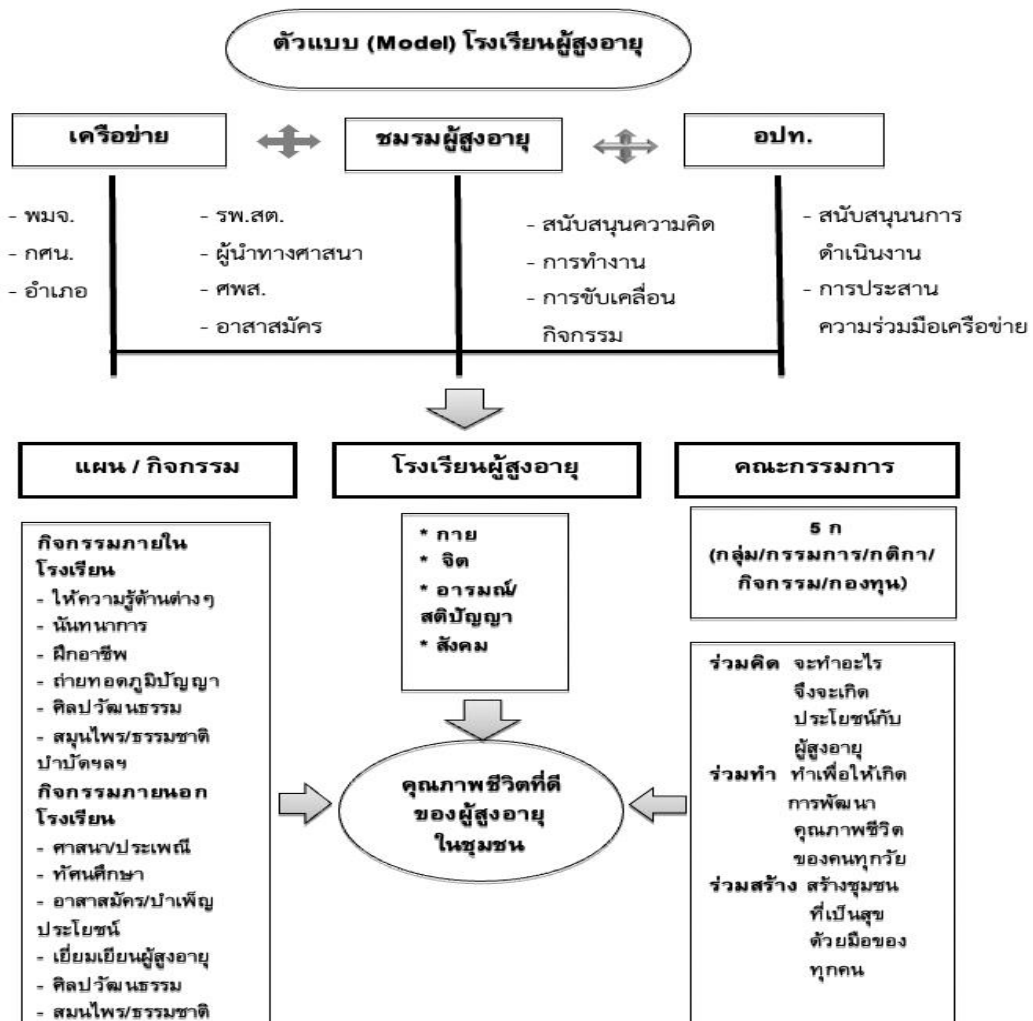 ตัวแบบ (Model) โรงเรียนผู้สูงอายุ
เครือข่าย
ชมรมผู้สูงอายุ
อปท.
- พมจ.
- กศน.
- อำเภอ
- รพ.สต.
- ผู้นำทางศาสนา
- ศพส.
- อาสาสมัคร
- สนับสนุนความคิด
- การทำงาน
- การขับเคลื่อน
กิจกรรม
- สนับสนุนนการ
ดำเนินงาน
- การประสาน
ความร่วมมือเครือข่าย
แผน / กิจกรรม
กิจกรรมภายใน
โรงเรียน
- ให้ความรู้ด้านต่างๆ
- นันทนาการ
- ฝึกอาชีพ
- ถ่ายทอดภูมิปัญญา
- ศิลปวัฒนธรรม
- สมุนไพร/ธรรมชาติ
บำบัดฯลฯ
กิจกรรมภายนอก
โรงเรียน
- ศาสนา/ประเพณี
- ทัศนศึกษา
- อาสาสมัคร/บำเพ็ญ
ประโยชน์
- เยี่ยมเยียนผู้สูงอายุ
- ศิลปวัฒนธรรม
- สมนไพร/ธรรมชาติ
โรงเรียนผู้สูงอายุ
* กาย
* จิต
* อารมณ์/
สติปัญญา
* สังคม
คุณภาพชีวิตที่ดี
ของผู้สูงอายุ
ในชุมชน
คณะกรรมการ
5 ก
(กลุ่ม/กรรมการ/กติกา/
กิจกรรม/กองทุน)
ร่วมคิด จะทำอะไร
จึงจะเกิด
ประโยชน์กับ
ผู้สูงอายุ
ร่วมทำ ทำเพื่อให้เกิด
การพัฒนา
คุณภาพชีวิต
ของคนทุกวัย
ร่วมสร้าง สร้างชุมชน
ที่เป็นสุข
ด้วยมือของ
ทุกคน